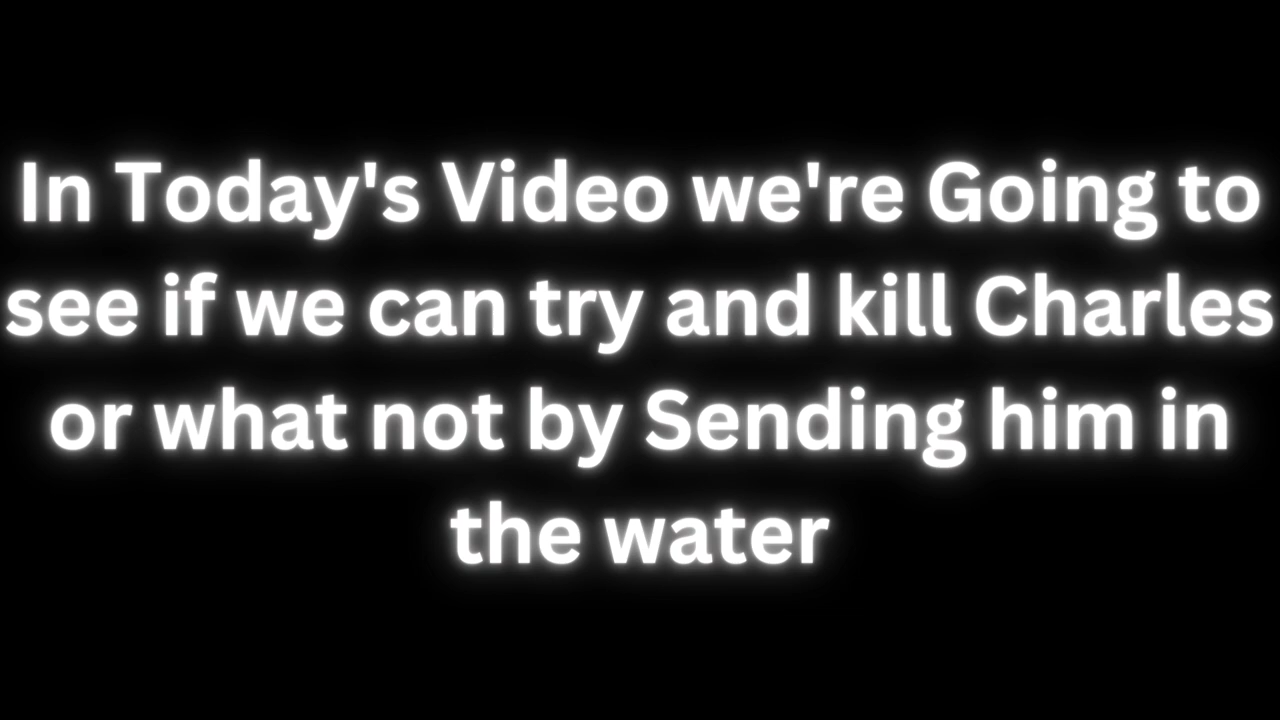 In Today's Video we're Going to
see if we can try and kill Charles
or what not by Sending him in
the water